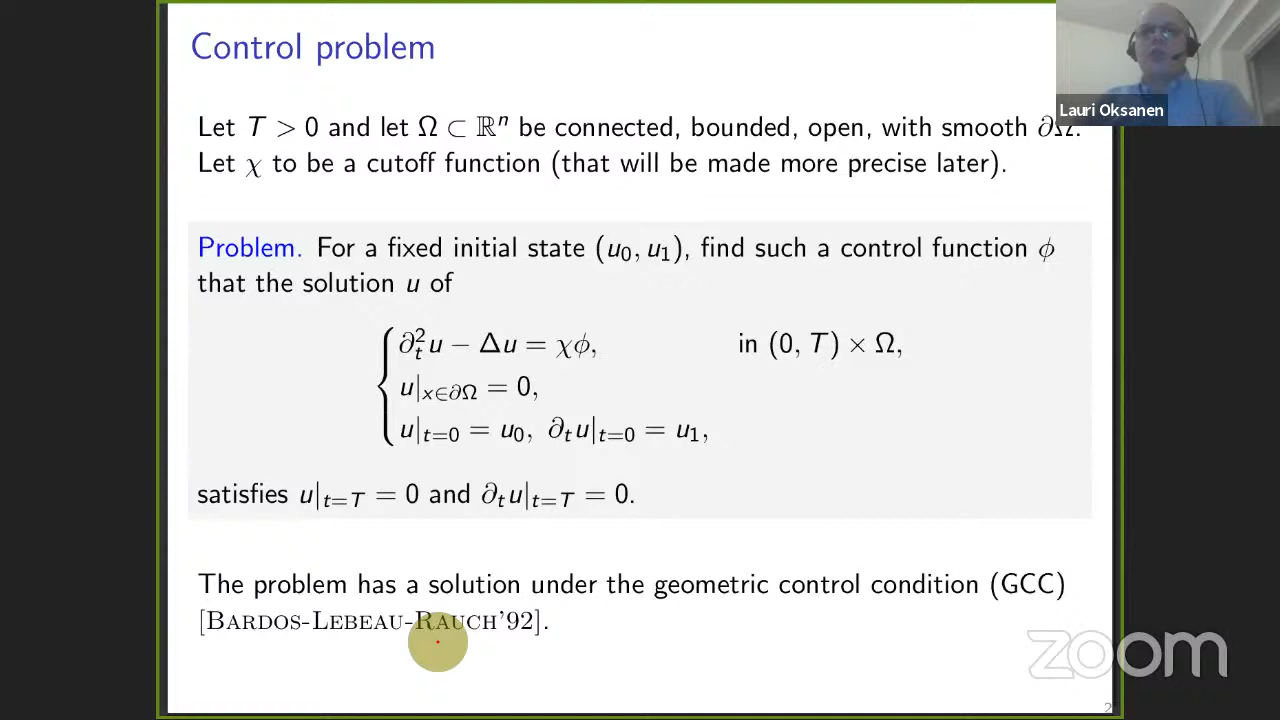 Control problem
Lauri Oksanen
Let T > 0 and let Ω ⊂ ℝⁿ be connected, bounded, open, with smooth ∂Ω.
Let χ to be a cutoff function (that will be made more precise later).
Problem. For a fixed initial state (u₀, u₁), find such a control function ϕ
that the solution u of
∂ₜ²u − Δu = χϕ, in (0, T) × Ω,
u|ₓ∈∂Ω = 0,
u|ₜ₌₀ = u₀, ∂ₜu|ₜ₌₀ = u₁,
satisfies u|ₜ₌T = 0 and ∂ₜu|ₜ₌T = 0.
The problem has a solution under the geometric control condition (GCC)
[Bardos-Lebeau-Rauch'92].
zoom
2